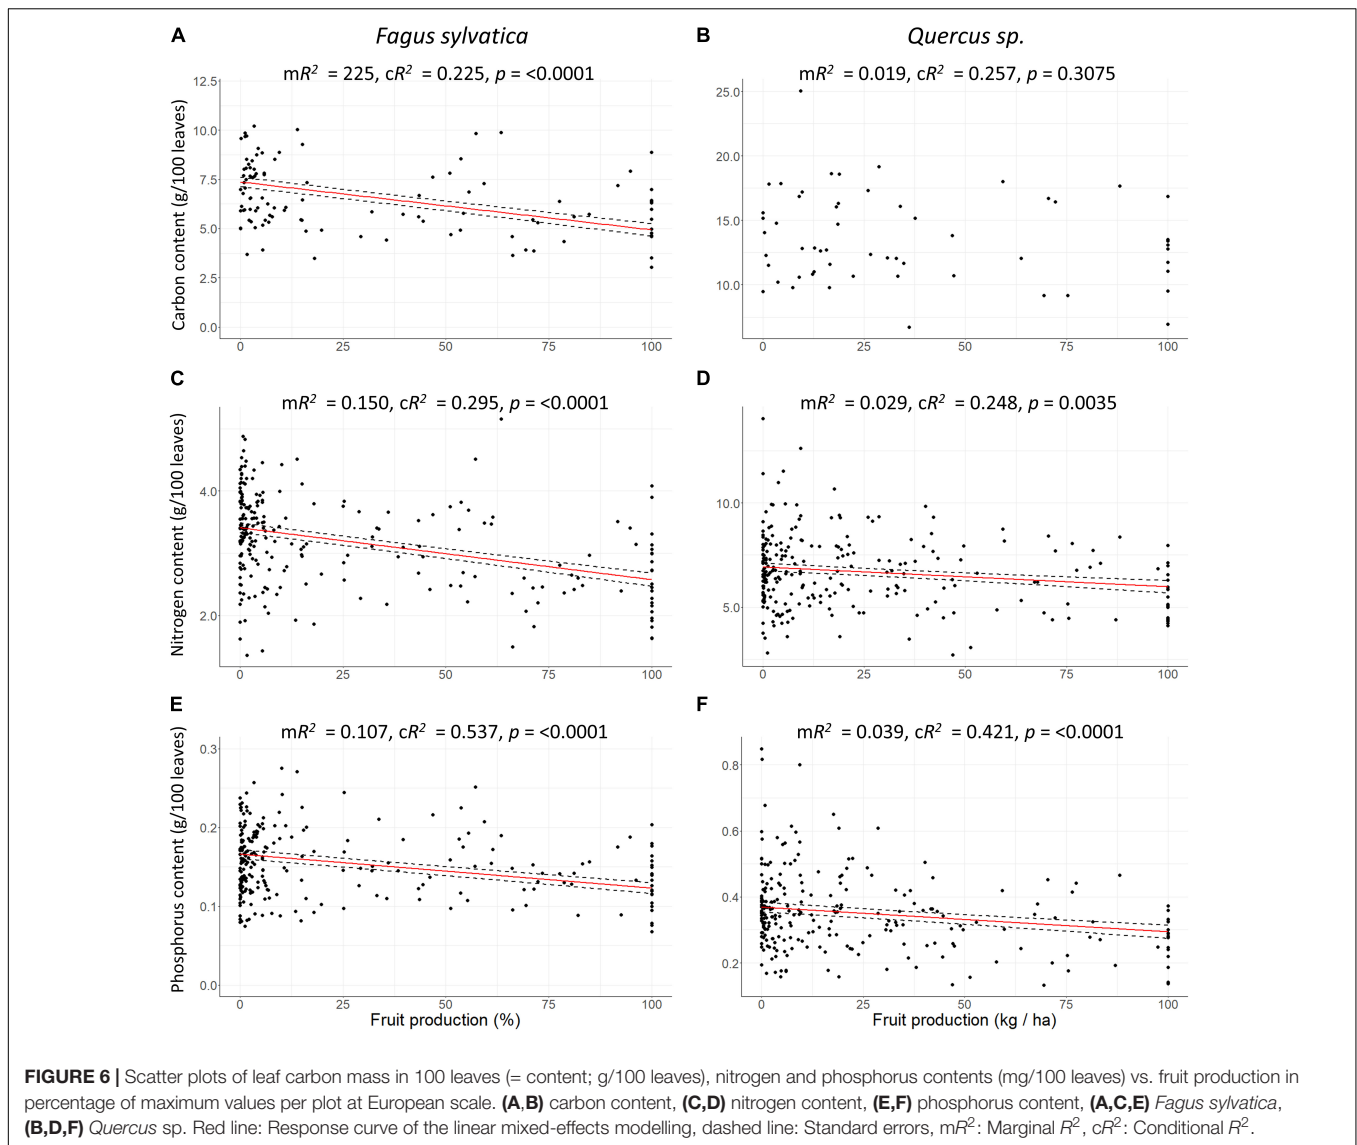 A Fagus sylvatica
mR² = 225, cR² = 0.225, p = <0.0001
Carbon content (g/100 leaves)
12.5
10.0
7.5
5.0
2.5
0.0
0 25 50 75 100
B Quercus sp.
mR² = 0.019, cR² = 0.257, p = 0.3075
25.0
20.0
15.0
10.0
0 25 50 75 100
C
mR² = 0.150, cR² = 0.295, p = <0.0001
Nitrogen content (g/100 leaves)
4.0
2.0
0 25 50 75 100
D
mR² = 0.029, cR² = 0.248, p = 0.0035
10.0
5.0
0 25 50 75 100
E
mR² = 0.107, cR² = 0.537, p = <0.0001
Phosphorus content (g/100 leaves)
0.3
0.2
0.1
0.0
0 25 50 75 100
Fruit production (%)
F
mR² = 0.039, cR² = 0.421, p = <0.0001
0.8
0.6
0.4
0.2
0 25 50 75 100
Fruit production (kg / ha)
FIGURE 6 | Scatter plots of leaf carbon mass in 100 leaves (= content; g/100 leaves), nitrogen and phosphorus contents (mg/100 leaves) vs. fruit production in
percentage of maximum values per plot at European scale. (A,B) carbon content, (C,D) nitrogen content, (E,F) phosphorus content, (A,C,E) Fagus sylvatica,
(B,D,F) Quercus sp. Red line: Response curve of the linear mixed-effects modelling, dashed line: Standard errors, mR²: Marginal R², cR²: Conditional R².